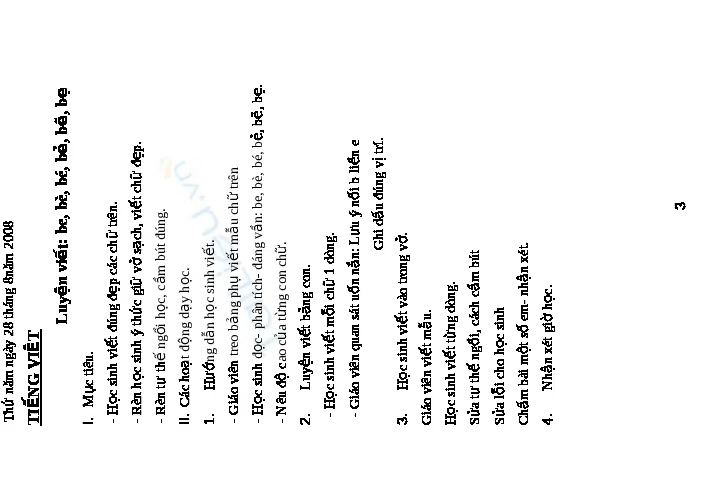 Thứ năm ngày 28 tháng 8năm 2008
TIẾNG VIÊT
Luyện viết: be, bè, bé, bẻ, bẽ, bẹ
I. Mục tiêu.
- Học sinh viết đúng đẹp các chữ trên.
- Rèn học sinh ý thức giữ vở sạch, viết chữ đẹp.
- Rèn tư thế ngồi học, cầm bút đúng.
II. Các hoạt động dạy học.
1. Hướng dẫn học sinh viết.
- Giáo viên treo bảng phụ viết mẫu chữ trên
- Học sinh đọc- phân tích- đáng vần: be, bè, bé, bẻ, bẽ, bẹ.
- Nêu độ cao của từng con chữ.
2. Luyện viết bảng con.
- Học sinh viết mỗi chữ 1 dòng.
- Giáo viên quan sát uốn nắn: Lưu ý nối b liền e
Ghi dấu đúng vị trí.
3. Học sinh viết vào trong vở.
Giáo viên viết mẫu.
Học sinh viết từng dòng.
Sửa tư thế ngồi, cách cầm bút
Sửa lỗi cho học sinh
Chấm bài một số em- nhận xét.
4. Nhận xét giờ học.
3